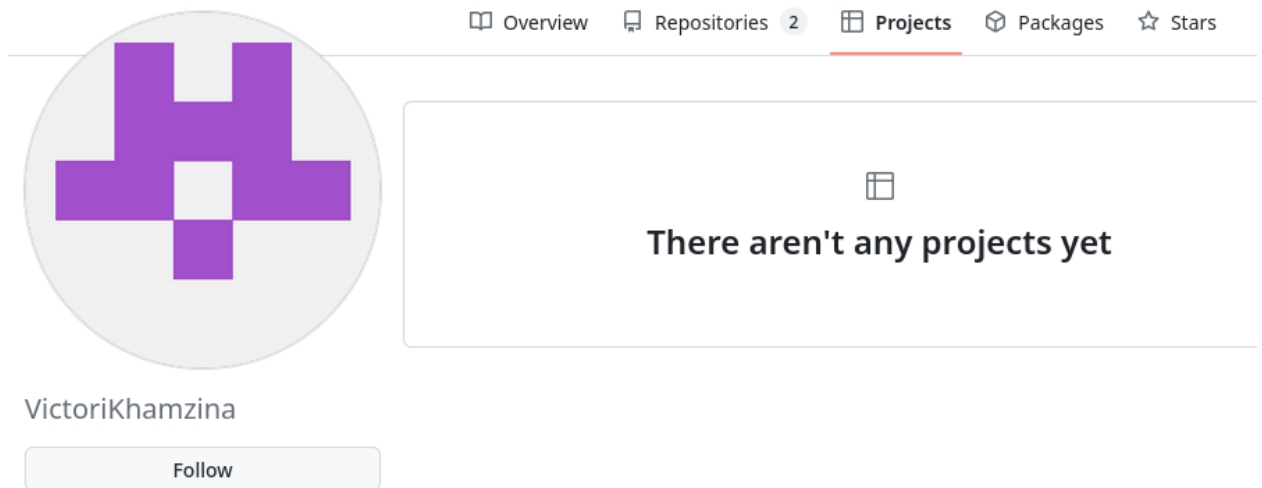 Overview Repositories 2 Projects Packages Stars
There aren't any projects yet
VictoriKhamzina
Follow